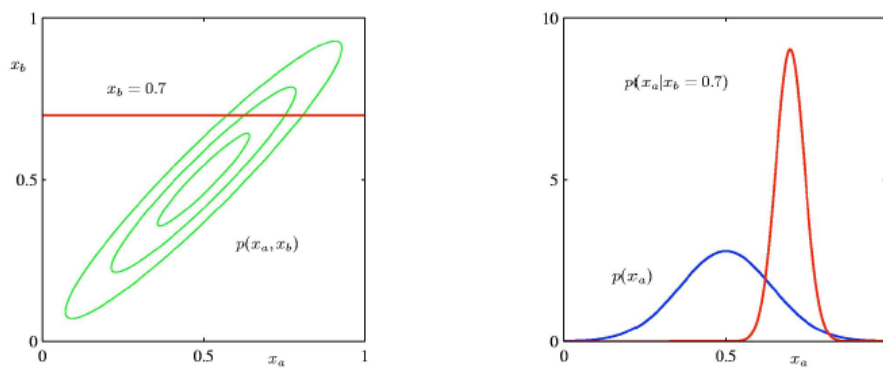 1
x_b
x_b = 0.7
0.5
p(x_a, x_b)
0
0
0.5
x_a
1
10
p(x_a|x_b = 0.7)
5
p(x_a)
0
0
0.5
x_a